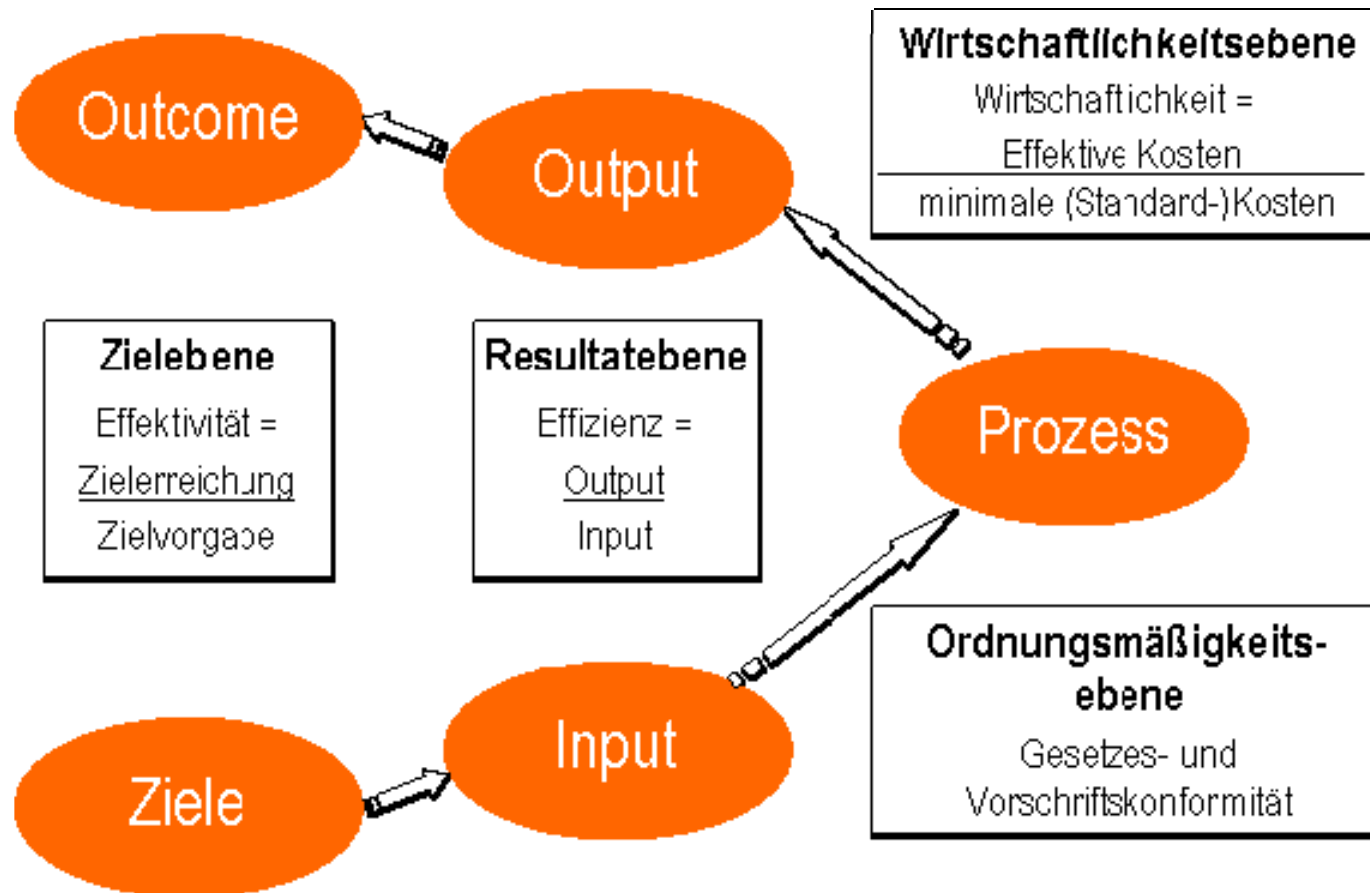 Outcome
Output
Wirtschaftlichkeitsebene
Wirtschaftlichkeit =
Effektive Kosten
minimale (Standard-)Kosten
Zielebene
Effektivität =
Zielerreichung
Zielvorgabe
Resultatebene
Effizienz =
Output
Input
Prozess
Ziele
Input
Ordnungsmäßigkeits-
ebene
Gesetzes- und
Vorschriftskonformität